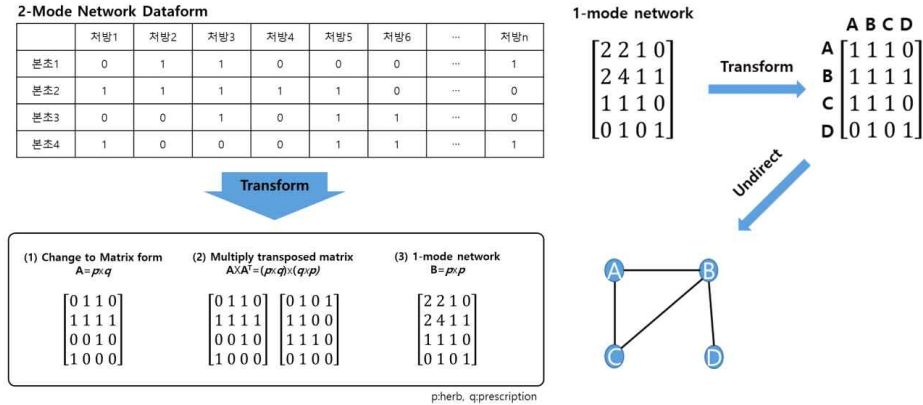 2-Mode Network Dataform
처방1 처방2 처방3 처방4 처방5 처방6 ··· 처방n
본초1 0 1 1 0 0 0 ··· 1
본초2 1 1 1 1 1 0 ··· 0
본초3 0 0 1 0 1 1 ··· 0
본초4 1 0 0 0 1 1 ··· 1
Transform
(1) Change to Matrix form
A=p×q
0 1 1 0
1 1 1 1
0 0 1 0
1 0 0 0
(2) Multiply transposed matrix
AXAᵀ=(p×q)×(q×p)
0 1 1 0 0 1 0 1
1 1 1 1 1 1 0 0
0 0 1 0 1 1 1 0
1 0 0 0 0 1 0 0
(3) 1-mode network
B=p×p
2 2 1 0
2 4 1 1
1 1 1 0
0 1 0 1
p:herb, q:prescription
1-mode network
2 2 1 0
2 4 1 1
1 1 1 0
0 1 0 1
Transform
A B C D
A 1 1 1 0
B 1 1 1 1
C 1 1 1 0
D 0 1 0 1
Undirect
A B
C D